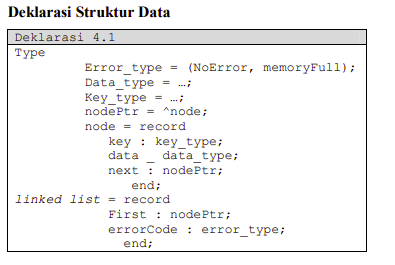 Deklarasi Struktur Data
Deklarasi 4.1
Type
Error_type = (NoError, memoryFull);
Data_type = …;
Key_type = …;
nodePtr = ^node;
node = record
key : key_type;
data _ data_type;
next : nodePtr;
end;
linked list = record
First : nodePtr;
errorCode : error_type;
end;